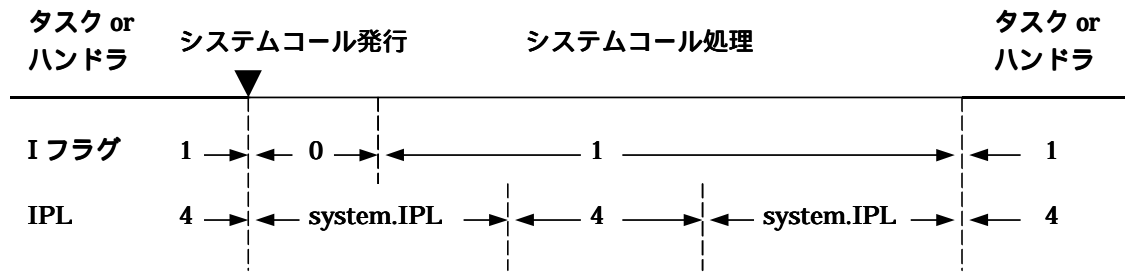 タスク or
ハンドラ
システムコール発行
システムコール処理
タスク or
ハンドラ
I フラグ 1 0 1 1
IPL 4 system.IPL 4 system.IPL 4